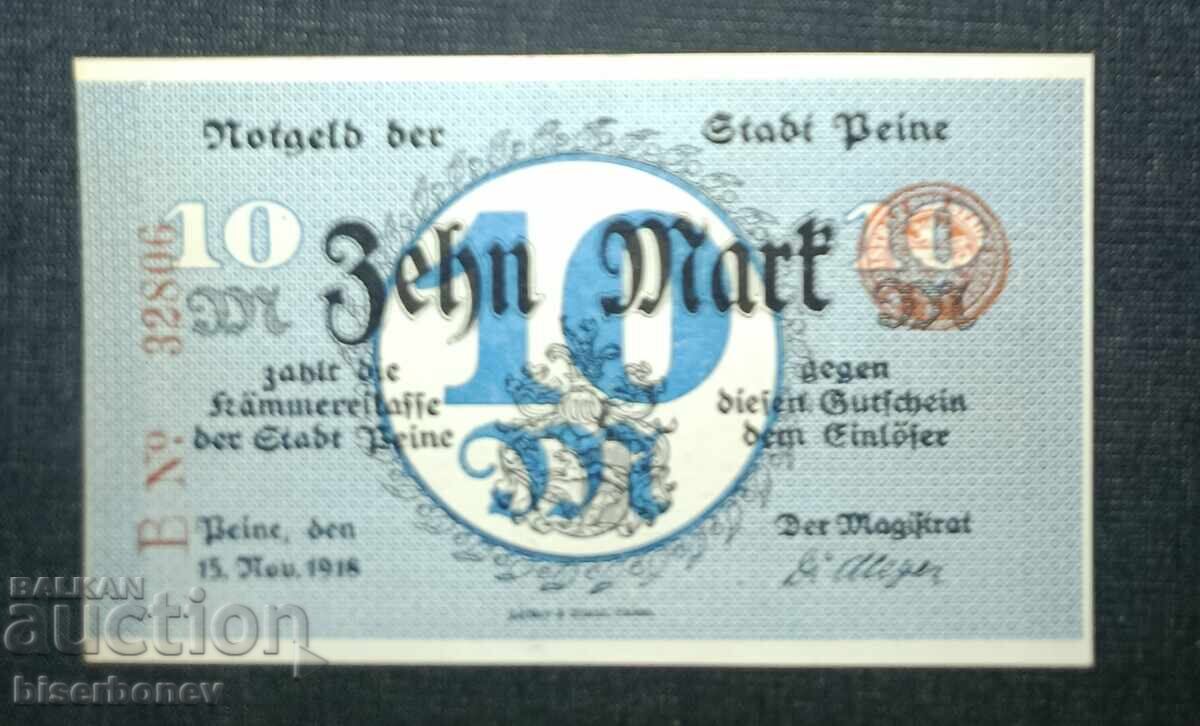 Notgeld der Stadt Peine
10 10
M M
Zehn Mark
10
M
zahlt die gegen
Kämmereikasse diesen Gutschein
der Stadt Peine dem Einlöser
Peine, den Der Magistrat
15. Nov. 1918
B No. 32806
BALKAN
auction
biserbonev